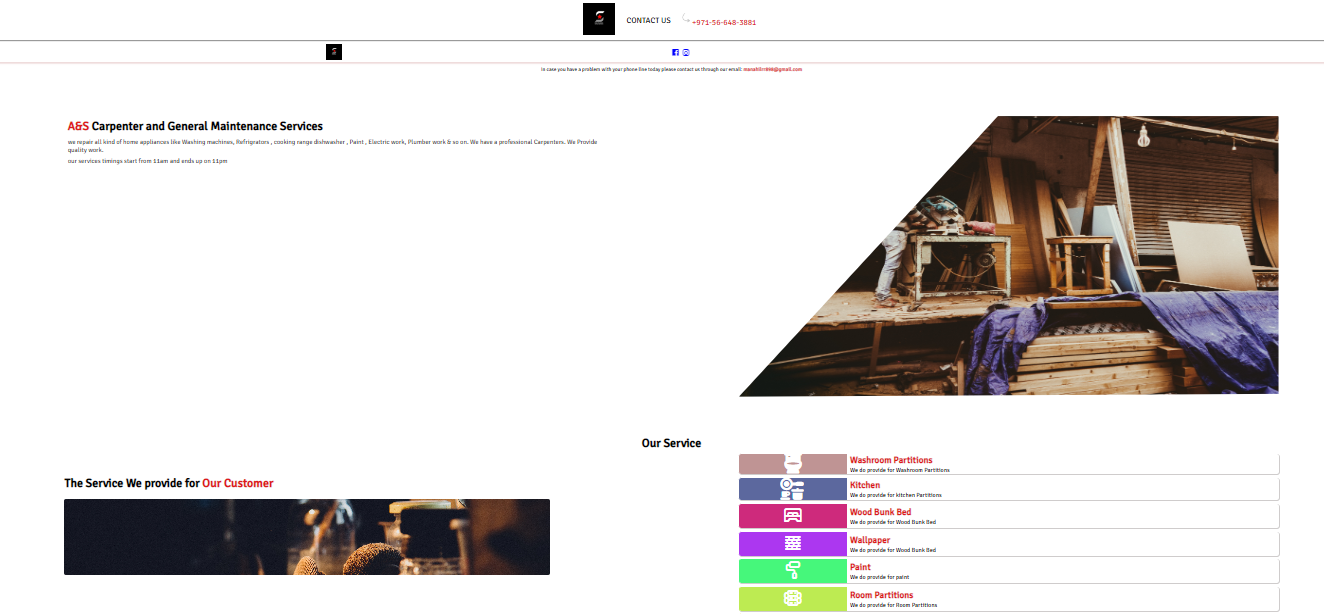 CONTACT US
+971-56-648-3881
In case you have a problem with your phone line today please contact us through our email:
A&S Carpenter and General Maintenance Services
we repair all kind of home appliances like Washing machines, Refrigrators , cooking range dishwasher , Paint , Electric work, Plumber work & so on. We have a professional Carpenters. We Provide
quality work.
our services timings start from 11am and ends up on 11pm
Our Service
The Service We provide for Our Customer
Washroom Partitions
We do provide for Washroom Partitions
Kitchen
We do provide for kitchen Partitions
Wood Bunk Bed
We do provide for Wood Bunk Bed
Wallpaper
We do provide for Wood Bunk Bed
Paint
We do provide for paint
Room Partitions
We do provide for Room Partitions